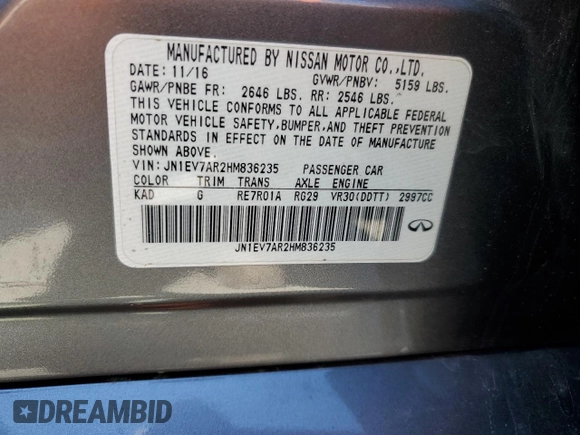 MANUFACTURED BY NISSAN MOTOR CO.,LTD.
DATE: 11/16 GVWR/PNBV: 5159 LBS.
GAWR/PNBE FR: 2646 LBS. RR: 2546 LBS.
THIS VEHICLE CONFORMS TO ALL APPLICABLE FEDERAL
MOTOR VEHICLE SAFETY,BUMPER,AND THEFT PREVENTION
STANDARDS IN EFFECT ON THE DATE OF MANUFACTURE
SHOWN ABOVE.
VIN:JN1EV7AR2HM836235 PASSENGER CAR
COLOR TRIM TRANS AXLE ENGINE
KAD G RE7R01A RG29 VR30(DDTT) 2997CC
JN1EV7AR2HM836235
DREAMBID